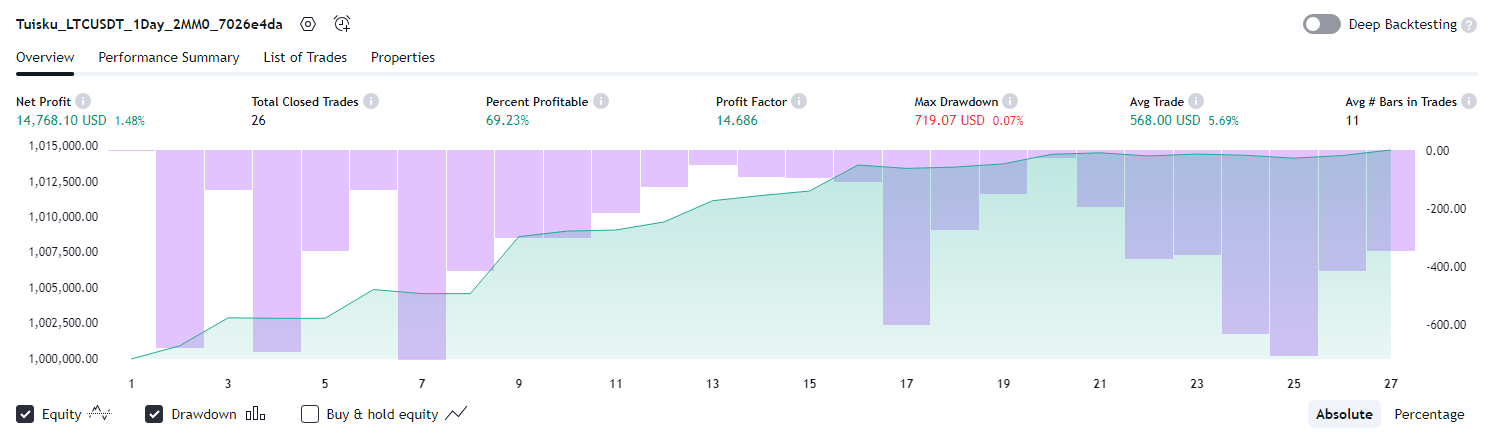 Tuisku_LTCUSDT_1Day_2MM0_7026e4da Deep Backtesting ?
Overview Performance Summary List of Trades Properties
Net Profit i Total Closed Trades i Percent Profitable i Profit Factor i Max Drawdown i Avg Trade i Avg # Bars in Trades i
14,768.10 USD 1.48% 26 69.23% 14.686 719.07 USD 0.07% 568.00 USD 5.69% 11
1,015,000.00 0.00
1,012,500.00
1,010,000.00 -200.00
1,007,500.00
-400.00
1,005,000.00
1,002,500.00 -600.00
1,000,000.00
1 3 5 7 9 11 13 15 17 19 21 23 25 27
Equity Drawdown Buy & hold equity Absolute Percentage